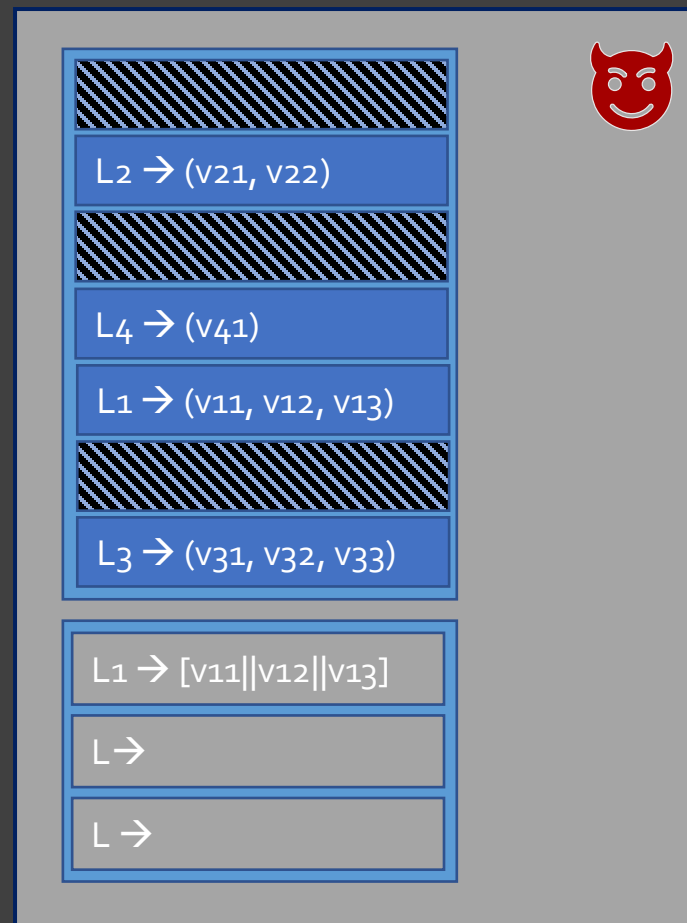 L2 → (v21, v22)
L4 → (v41)
L1 → (v11, v12, v13)
L3 → (v31, v32, v33)
L1 → [v11||v12||v13]
L→
L →